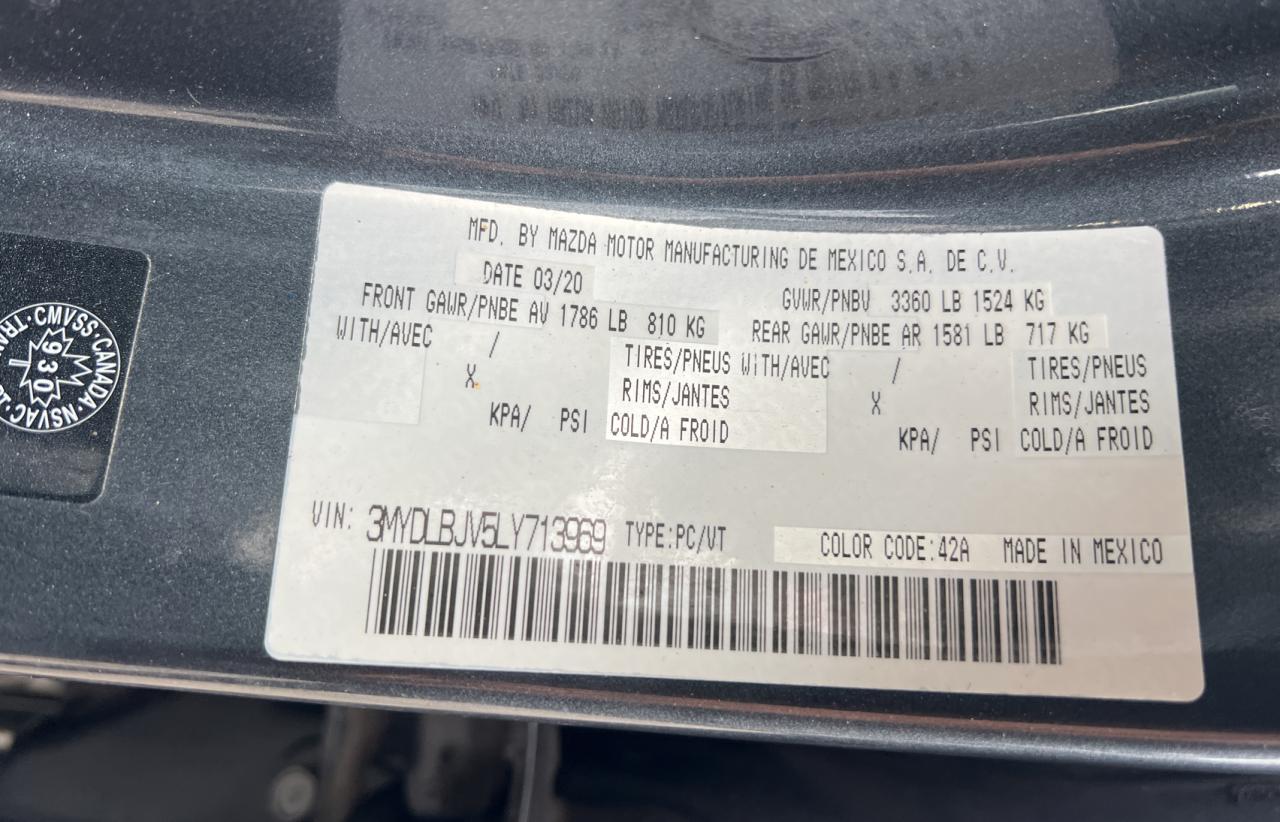 MFD. BY MAZDA MOTOR MANUFACTURING DE MEXICO S.A. DE C.V.
DATE 03/20
GVWR/PNBV 3360 LB 1524 KG
FRONT GAWR/PNBE AV 1786 LB 810 KG
REAR GAWR/PNBE AR 1581 LB 717 KG
WITH/AVEC / TIRES/PNEUS WITH/AVEC / TIRES/PNEUS
X RIMS/JANTES X RIMS/JANTES
KPA/ PSI COLD/A FROID KPA/ PSI COLD/A FROID
VIN: 3MYDLBJV5LY713969 TYPE:PC/VT COLOR CODE:42A MADE IN MEXICO
CMVSS·CANADA·NSVAC
930